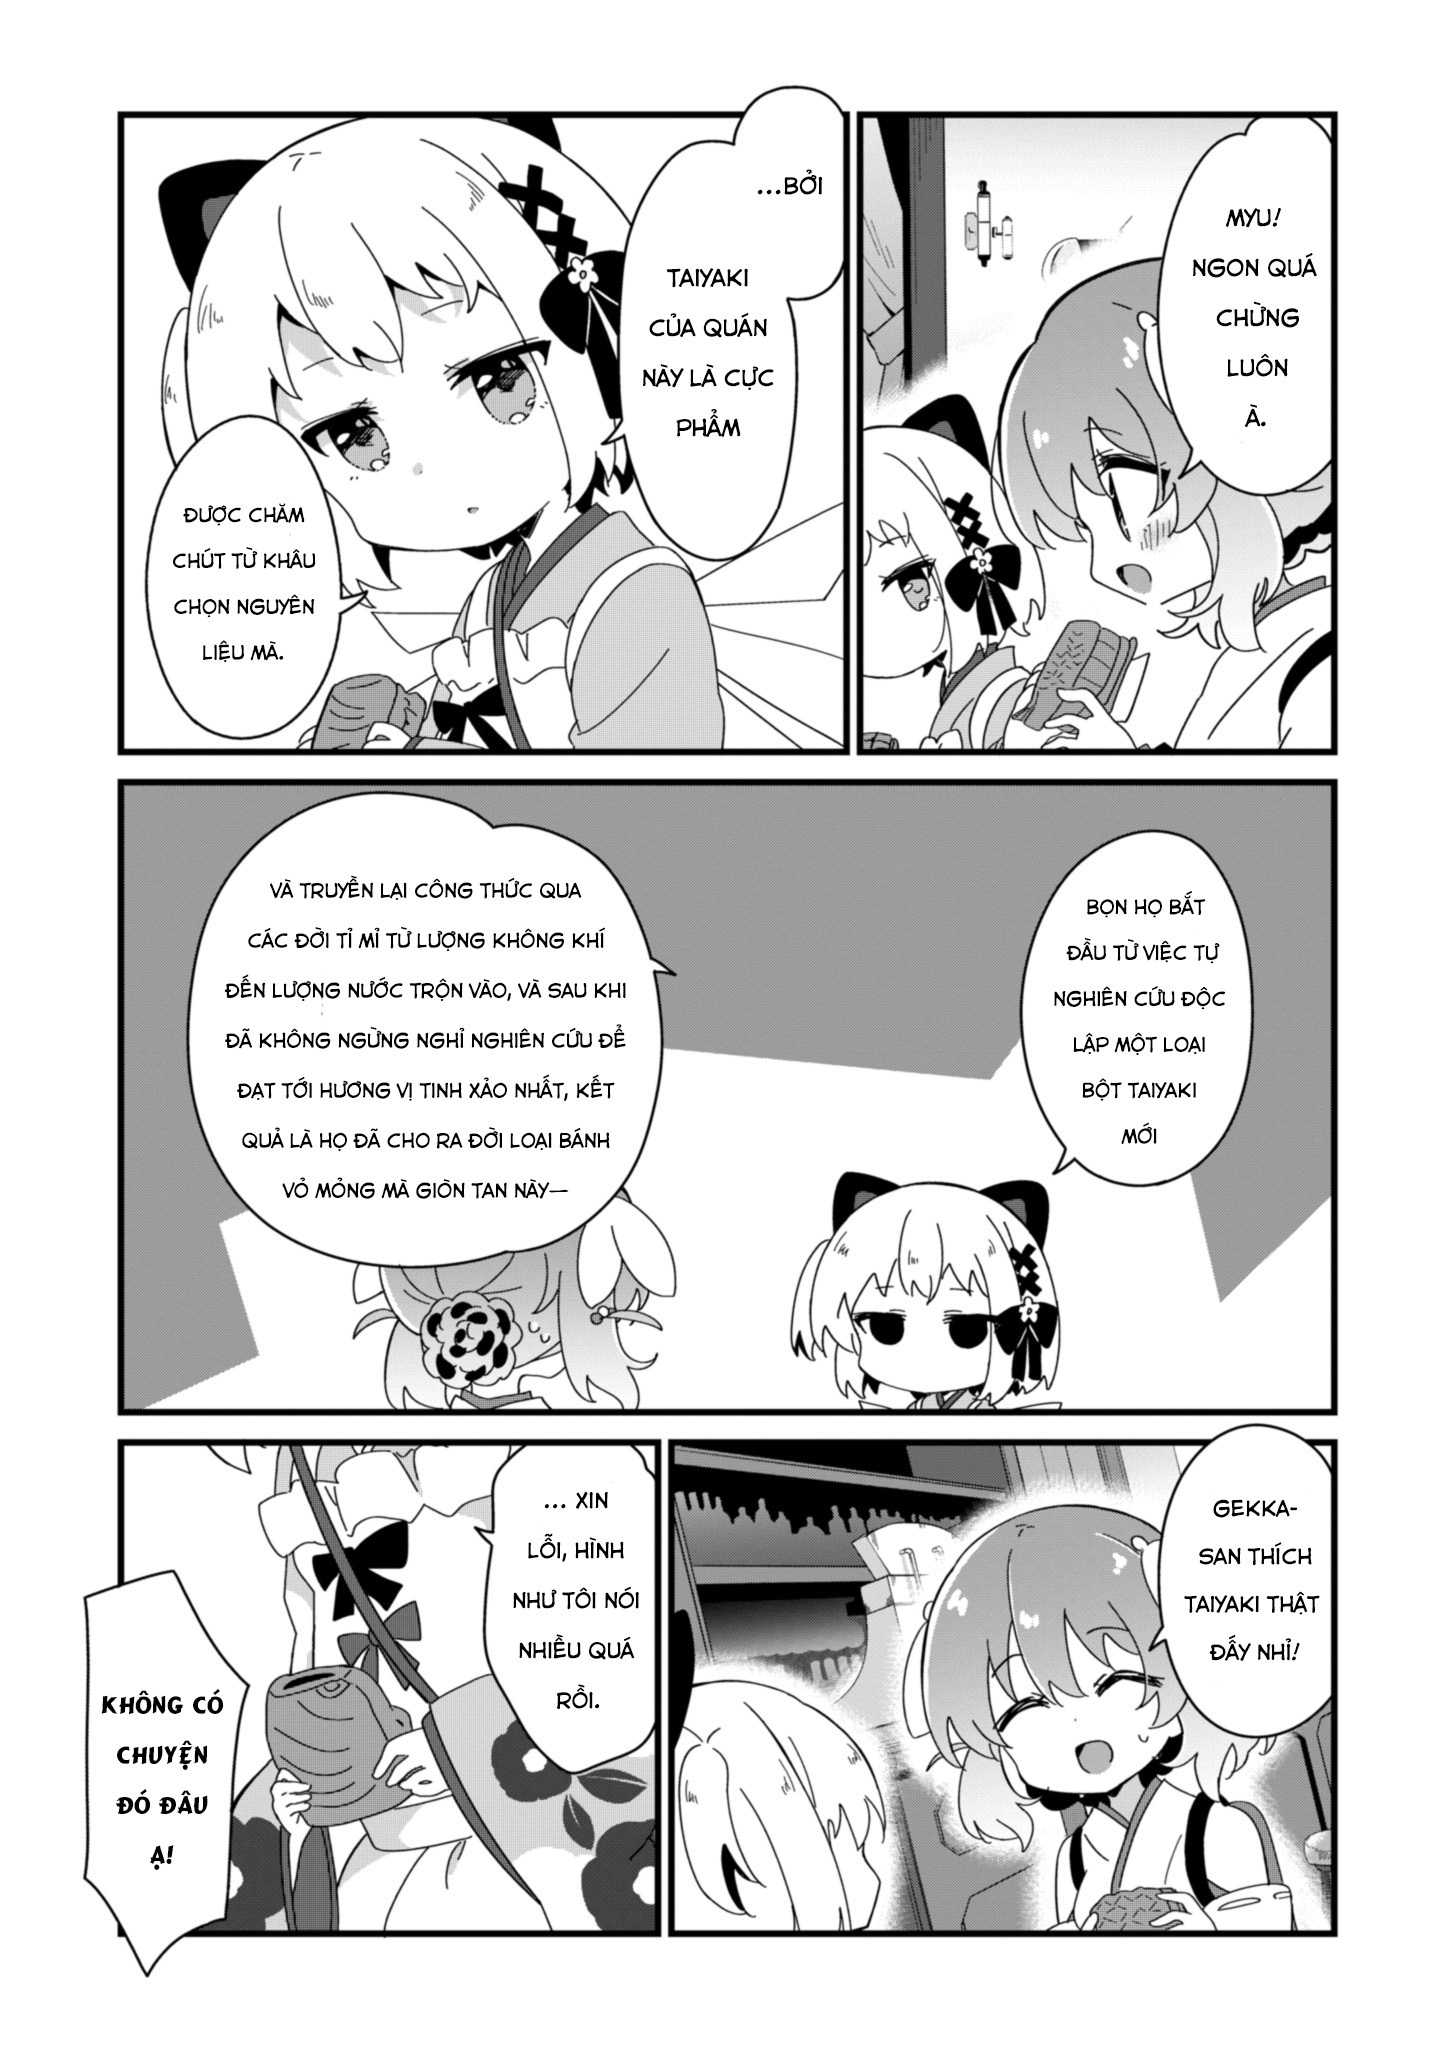 MYU!
NGON QUÁ
CHỪNG
LUÔN
À.
...BỞI
TAIYAKI
CỦA QUÁN
NÀY LÀ CỰC
PHẨM
ĐƯỢC CHĂM
CHÚT TỪ KHÂU
CHỌN NGUYÊN
LIỆU MÀ.
BỌN HỌ BẮT
ĐẦU TỪ VIỆC TỰ
NGHIÊN CỨU ĐỘC
LẬP MỘT LOẠI
BỘT TAIYAKI
MỚI
VÀ TRUYỀN LẠI CÔNG THỨC QUA
CÁC ĐỜI TỈ MỈ TỪ LƯỢNG KHÔNG KHÍ
ĐẾN LƯỢNG NƯỚC TRỘN VÀO, VÀ SAU KHI
ĐÃ KHÔNG NGỪNG NGHỈ NGHIÊN CỨU ĐỂ
ĐẠT TỚI HƯƠNG VỊ TINH XẢO NHẤT, KẾT
QUẢ LÀ HỌ ĐÃ CHO RA ĐỜI LOẠI BÁNH
VỎ MỎNG MÀ GIÒN TAN NÀY—
GEKKA-
SAN THÍCH
TAIYAKI THẬT
ĐẤY NHỈ!
... XIN
LỖI, HÌNH
NHƯ TÔI NÓI
NHIỀU QUÁ
RỒI.
KHÔNG CÓ
CHUYỆN
ĐÓ ĐÂU
Ạ!